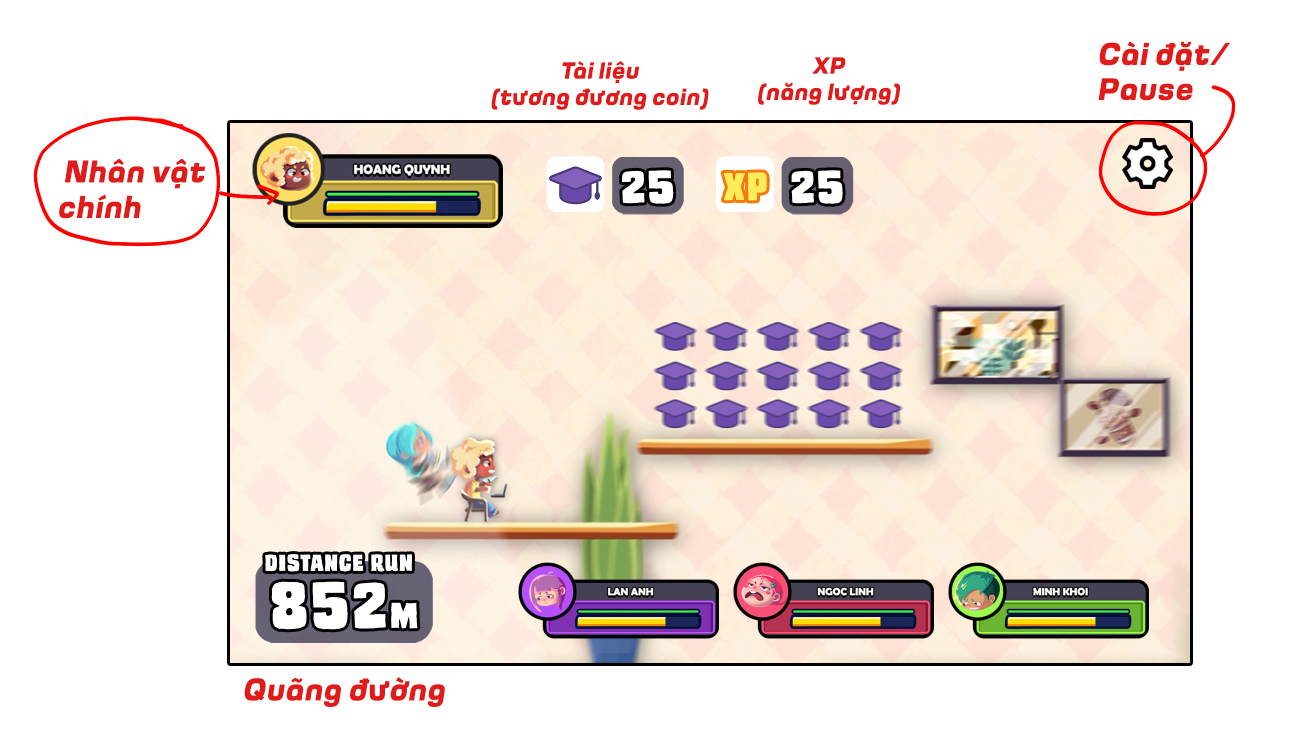 Cài đặt/
Pause
Tài liệu
(tương đương coin)
XP
(năng lượng)
Nhân vật
chính
HOANG QUYNH
25
XP
25
DISTANCE RUN
852M
LAN ANH
NGOC LINH
MINH KHOI
Quãng đường